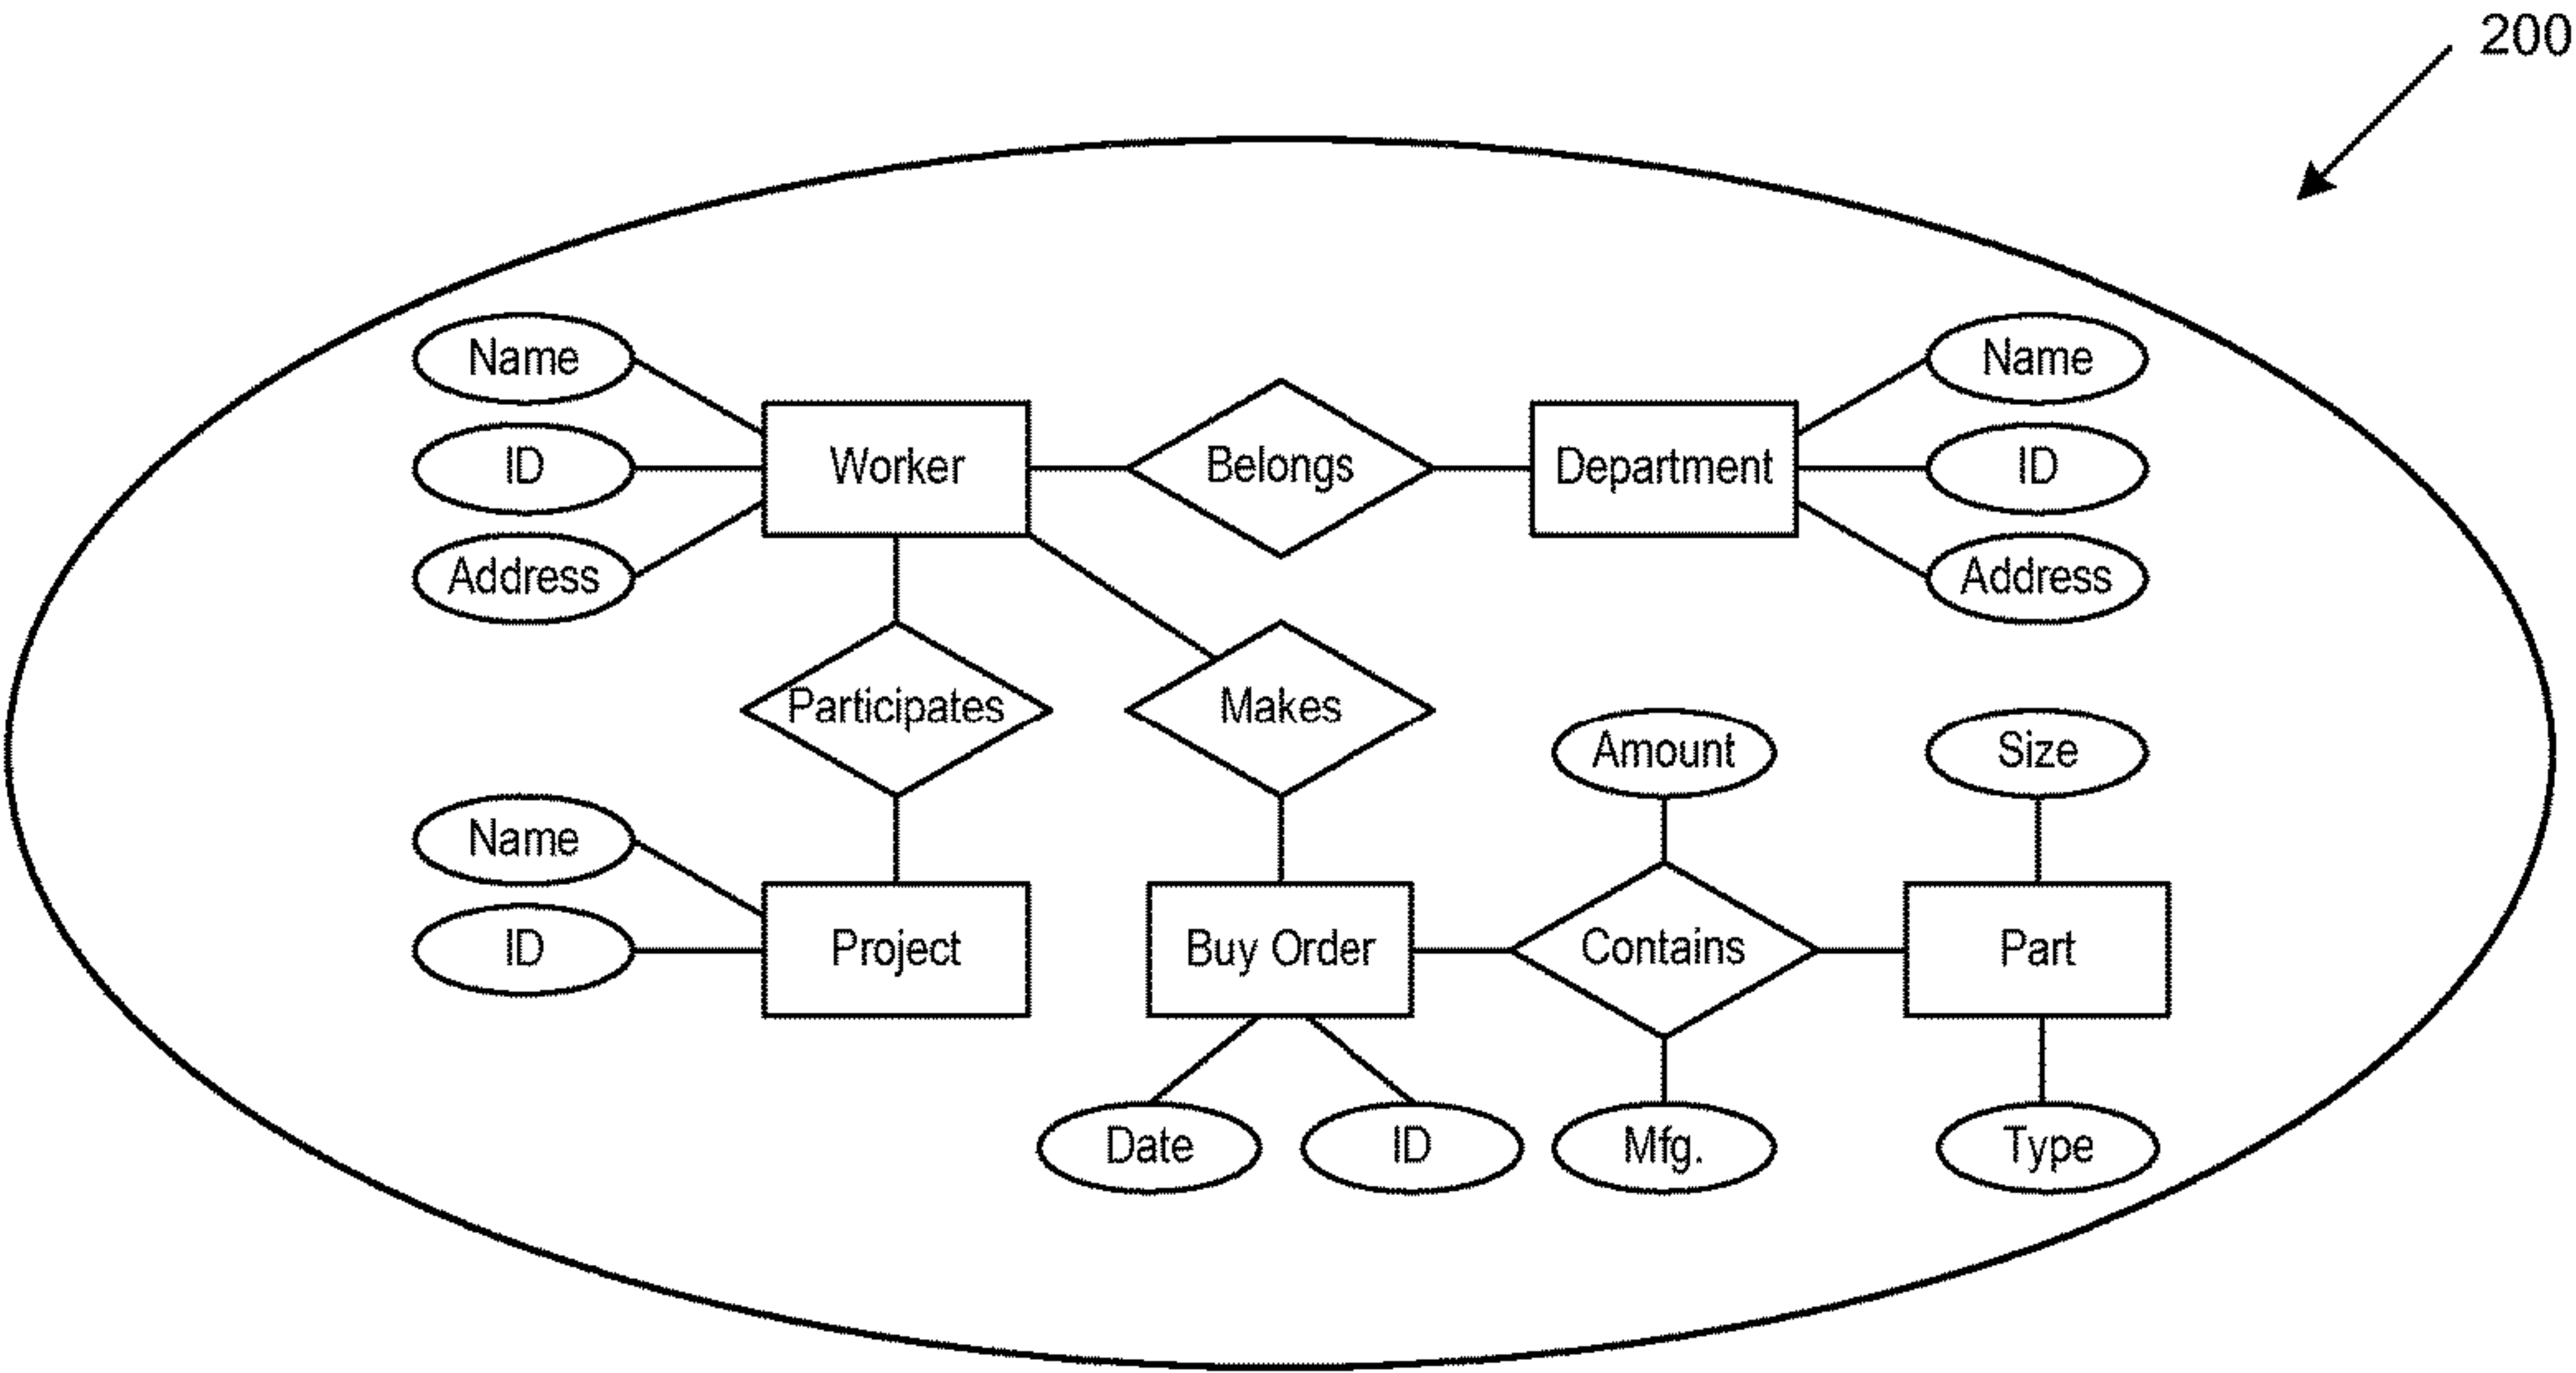 200
Name
Name
ID
Worker
Belongs
Department
ID
Address
Address
Participates
Makes
Amount
Size
Name
ID
Project
Buy Order
Contains
Part
Date
ID
Mfg.
Type